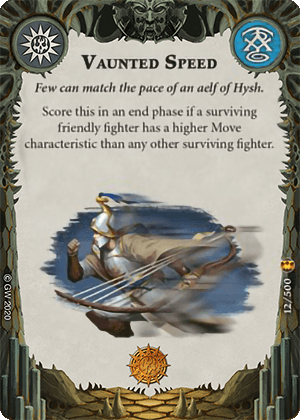 VAUNTED SPEED
Few can match the pace of an aelf of Hysh.
Score this in an end phase if a surviving
friendly fighter has a higher Move
characteristic than any other surviving fighter.
© GW 2020
12/500